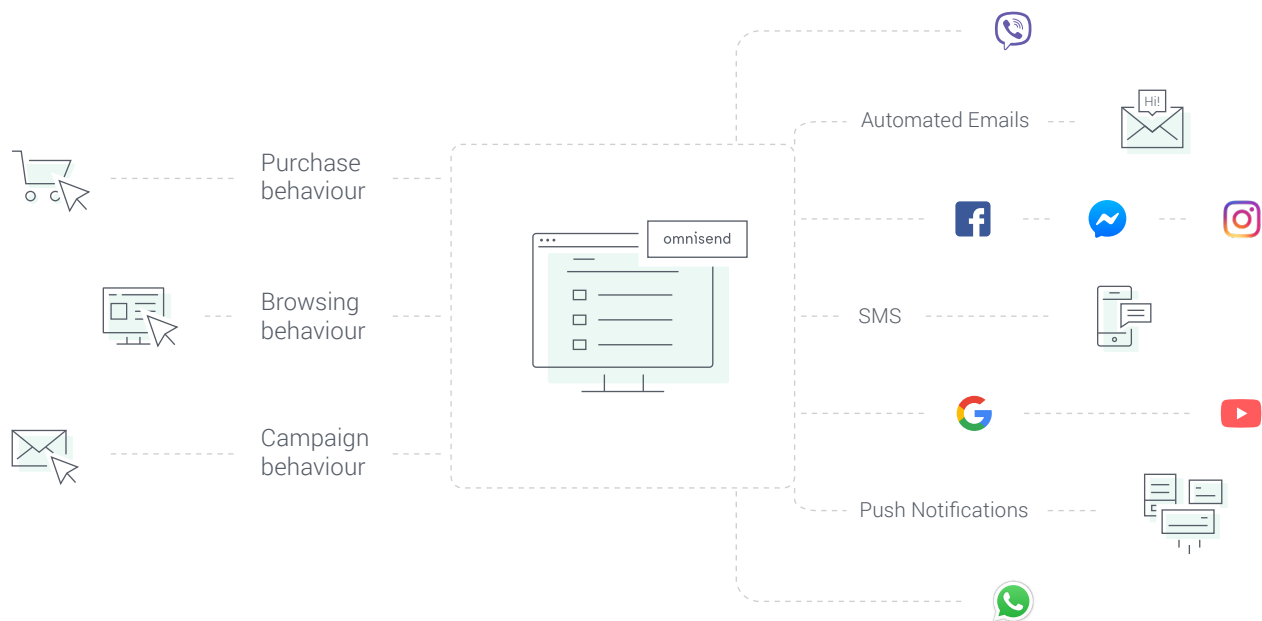 Automated Emails
Hi!
Purchase
behaviour
omnisend
Browsing
behaviour
SMS
Campaign
behaviour
Push Notifications